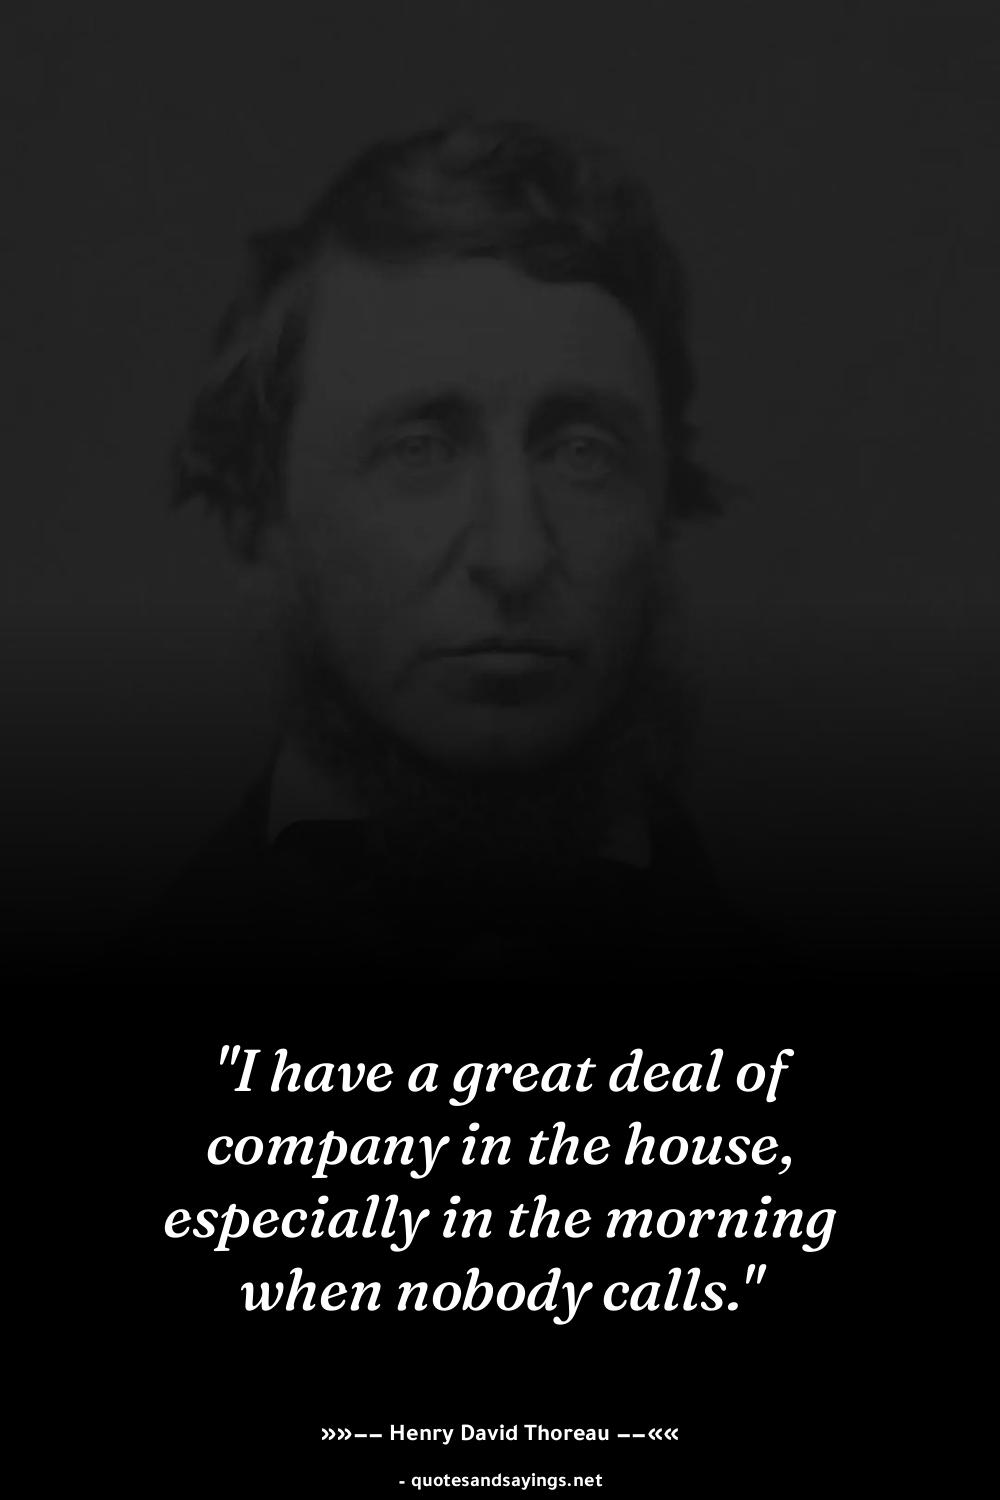 "I have a great deal of
company in the house,
especially in the morning
when nobody calls."
»»–– Henry David Thoreau ––««
- quotesandsayings.net